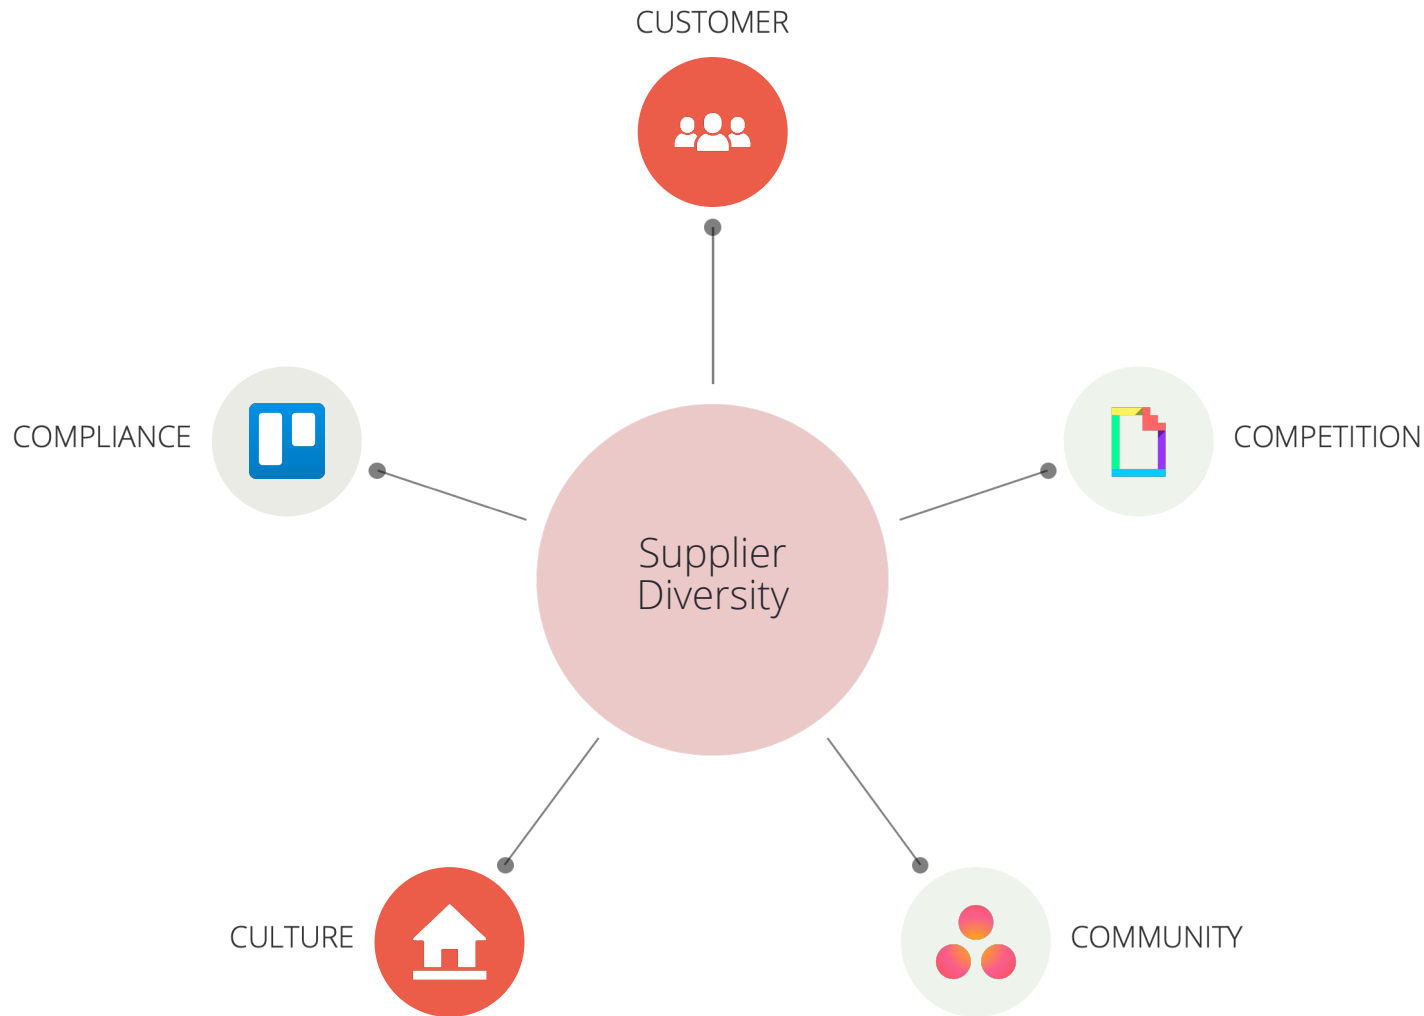 CUSTOMER
COMPLIANCE
COMPETITION
Supplier
Diversity
CULTURE
COMMUNITY